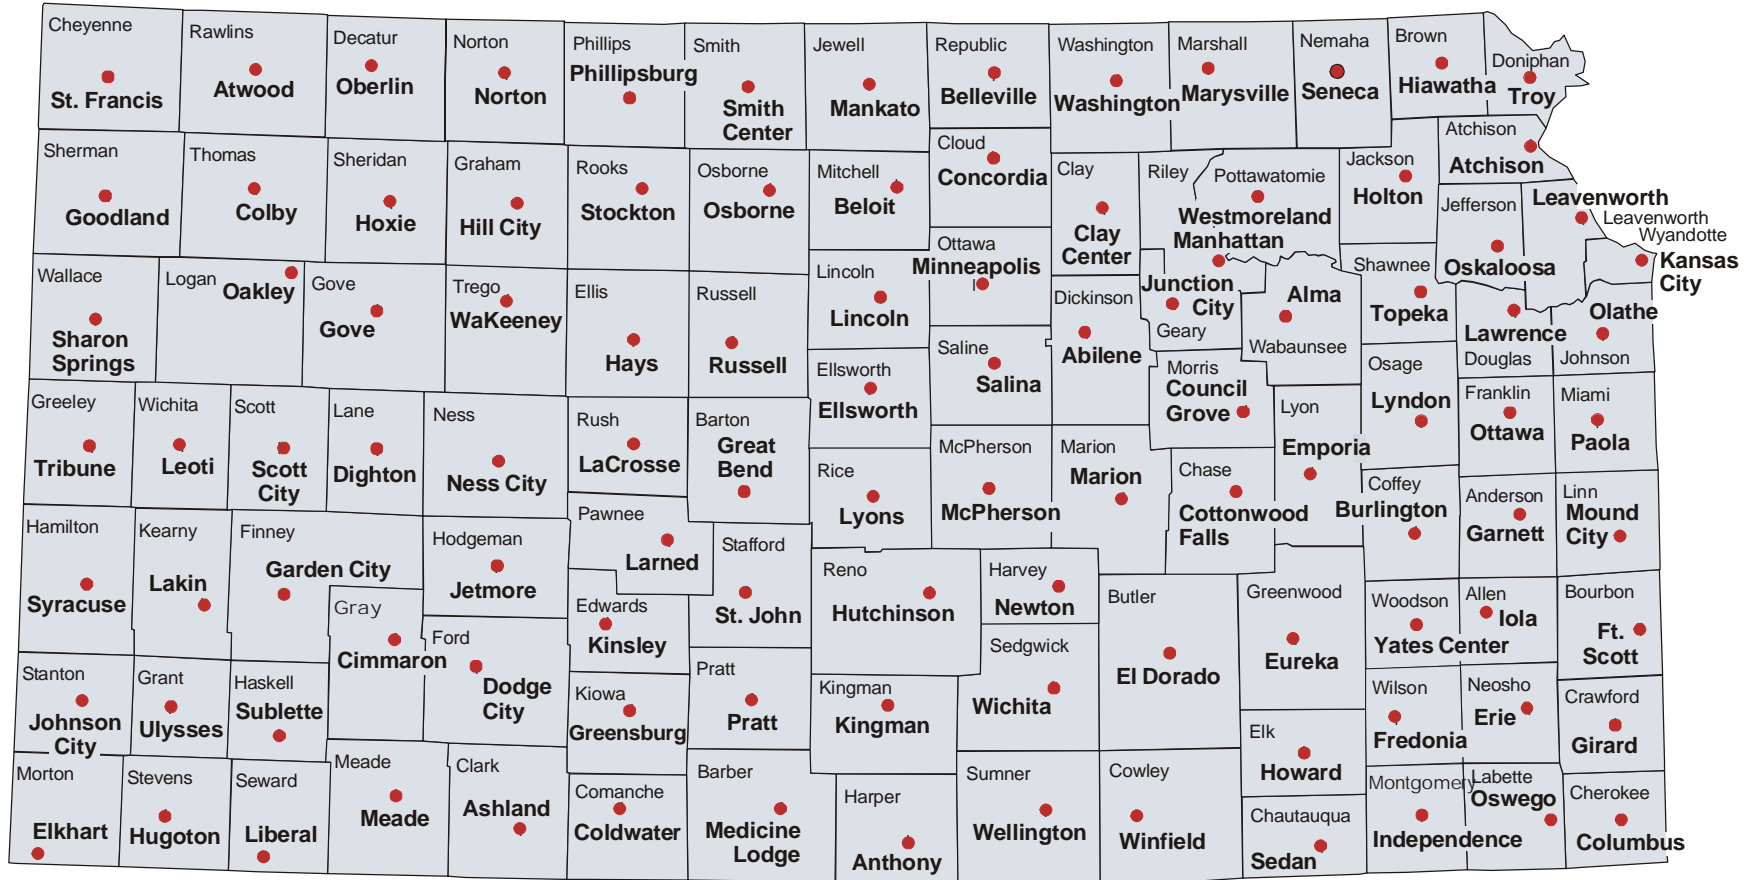 Cheyenne
St. Francis
Rawlins
Atwood
Decatur
Oberlin
Norton
Norton
Phillips
Phillipsburg
Smith
Smith
Center
Jewell
Mankato
Republic
Belleville
Washington
Washington
Marshall
Marysville
Nemaha
Seneca
Brown
Hiawatha
Doniphan
Troy
Sherman
Goodland
Thomas
Colby
Sheridan
Hoxie
Graham
Hill City
Rooks
Stockton
Osborne
Osborne
Mitchell
Beloit
Cloud
Concordia
Clay
Clay
Center
Riley
Manhattan
Pottawatomie
Westmoreland
Jackson
Holton
Atchison
Atchison
Jefferson
Oskaloosa
Leavenworth
Leavenworth
Wyandotte
Kansas
City
Wallace
Sharon
Springs
Logan
Oakley
Gove
Gove
Trego
WaKeeney
Ellis
Hays
Russell
Russell
Lincoln
Lincoln
Ottawa
Minneapolis
Saline
Salina
Dickinson
Abilene
Junction
City
Geary
Alma
Wabaunsee
Shawnee
Topeka
Lawrence
Douglas
Olathe
Johnson
Ellsworth
Ellsworth
Morris
Council
Grove
Osage
Lyndon
Franklin
Ottawa
Miami
Paola
Greeley
Tribune
Wichita
Leoti
Scott
Scott
City
Lane
Dighton
Ness
Ness City
Rush
LaCrosse
Barton
Great
Bend
Rice
Lyons
McPherson
McPherson
Marion
Marion
Chase
Cottonwood
Falls
Lyon
Emporia
Coffey
Burlington
Anderson
Garnett
Linn
Mound
City
Hamilton
Syracuse
Kearny
Lakin
Finney
Garden City
Gray
Cimmaron
Hodgeman
Jetmore
Pawnee
Larned
Stafford
St. John
Edwards
Kinsley
Ford
Dodge
City
Reno
Hutchinson
Harvey
Newton
Sedgwick
Wichita
Butler
El Dorado
Greenwood
Eureka
Woodson
Yates Center
Allen
Iola
Bourbon
Ft.
Scott
Stanton
Johnson
City
Grant
Ulysses
Haskell
Sublette
Kiowa
Greensburg
Pratt
Pratt
Kingman
Kingman
Elk
Howard
Wilson
Fredonia
Neosho
Erie
Crawford
Girard
Morton
Elkhart
Stevens
Hugoton
Seward
Liberal
Meade
Meade
Clark
Ashland
Comanche
Coldwater
Barber
Medicine
Lodge
Harper
Anthony
Sumner
Wellington
Cowley
Winfield
Chautauqua
Sedan
Montgomery
Independence
Labette
Oswego
Cherokee
Columbus